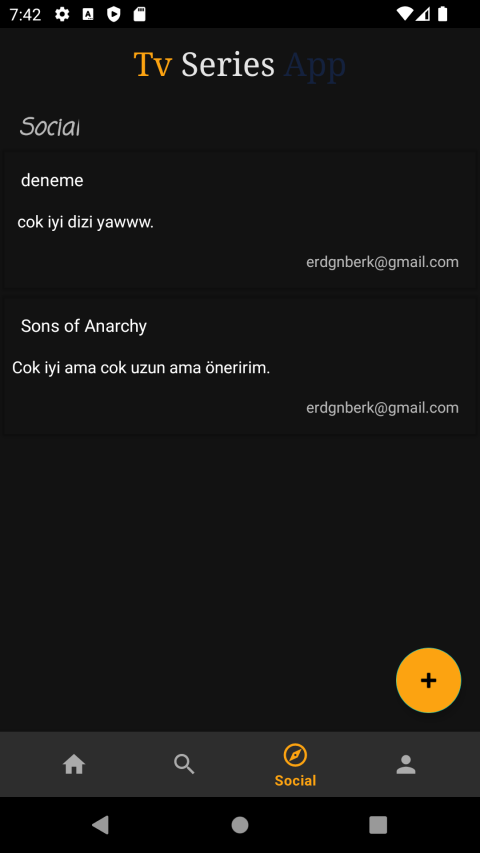 7:42
Tv Series App
Social
deneme
cok iyi dizi yawww.
erdgnberk@gmail.com
Sons of Anarchy
Cok iyi ama cok uzun ama öneririm.
erdgnberk@gmail.com
+
Social